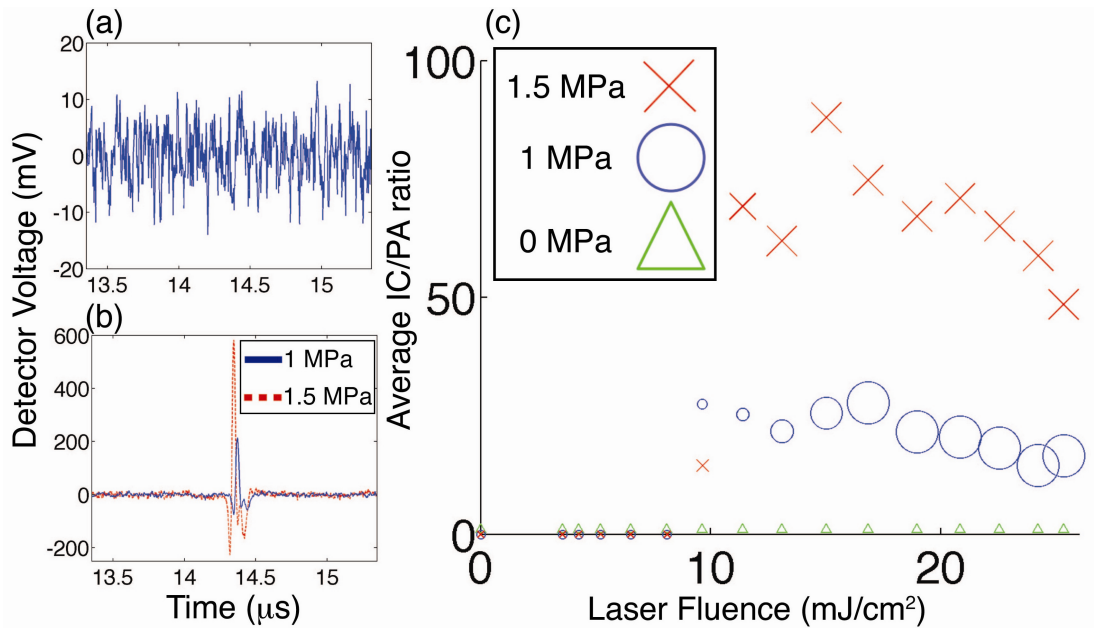 (a)
Detector Voltage (mV)
20
10
0
-10
-20
13.5 14 14.5 15
(b)
600
400
200
0
-200
1 MPa
1.5 MPa
13.5 14 14.5 15
Time (μs)
(c)
Average IC/PA ratio
100
50
0
1.5 MPa
1 MPa
0 MPa
0 10 20
Laser Fluence (mJ/cm²)